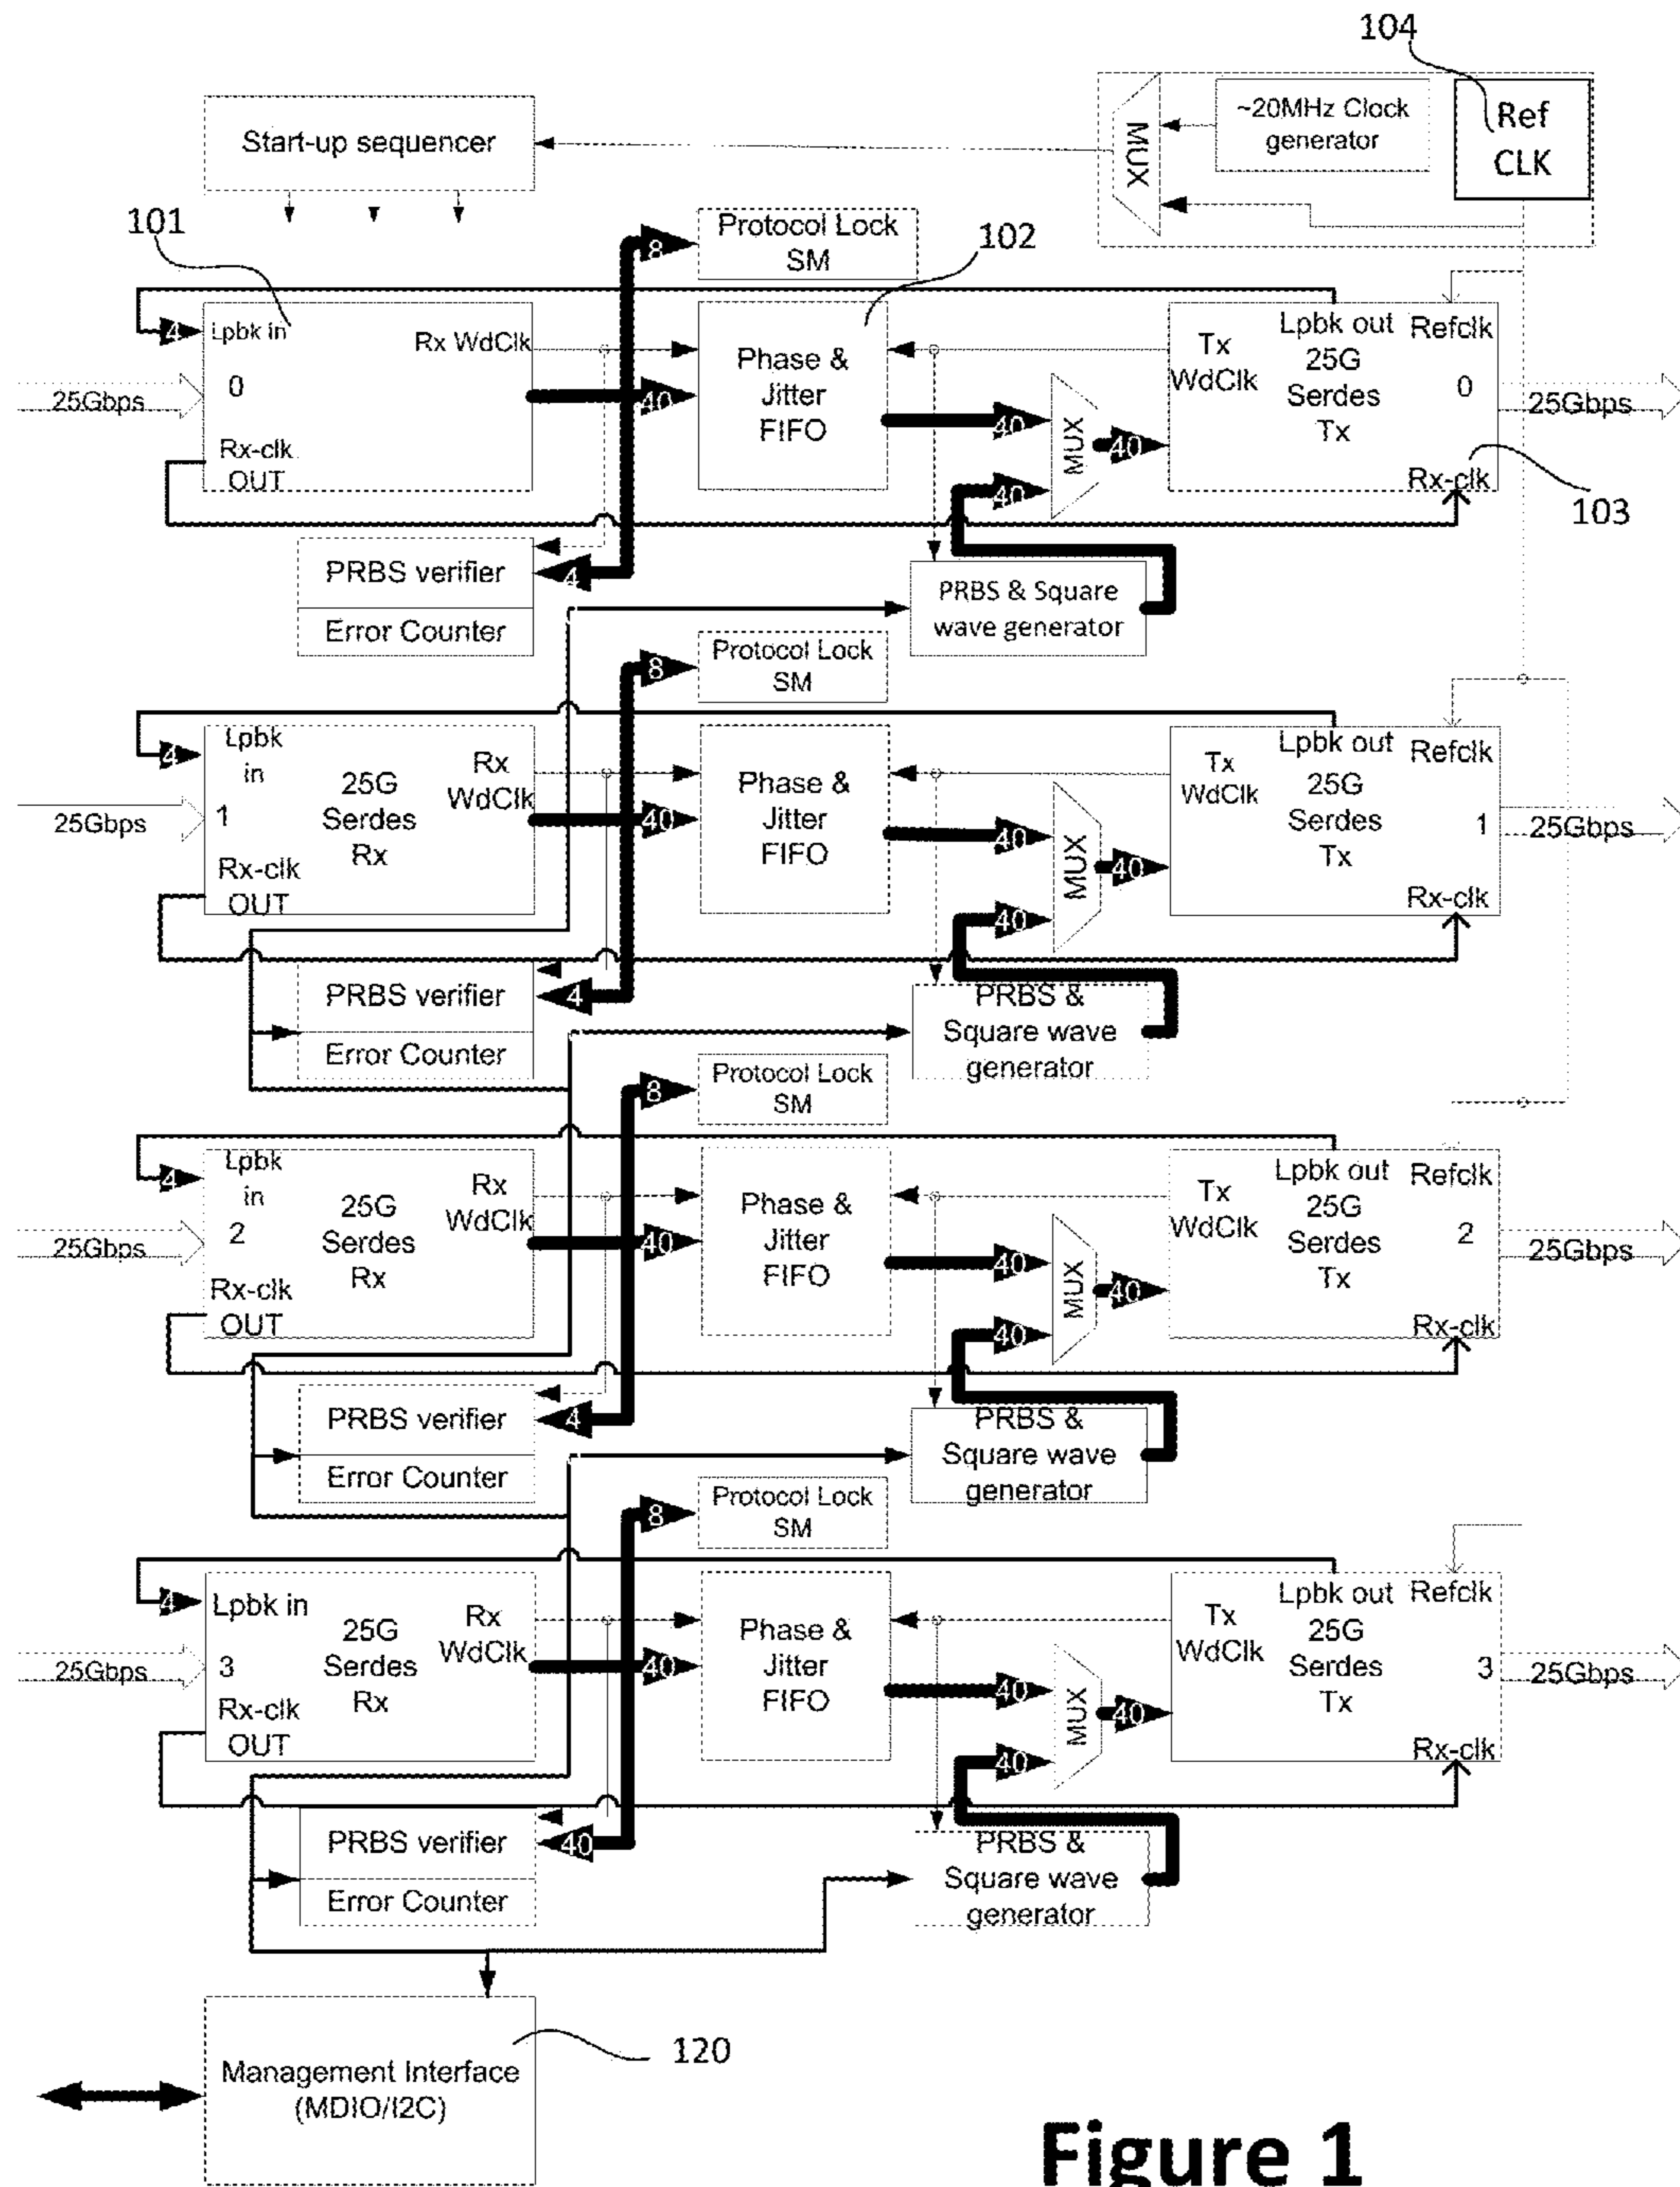 104
Start-up sequencer
MUX
~20MHz Clock
generator
Ref
CLK
101
8
Protocol Lock
SM
102
4
Lpbk in
Rx WdClk
0
25Gbps
40
Rx-clk
OUT
Phase &
Jitter
FIFO
40
40
MUX
40
Tx
WdClk
Lpbk out
25G
Serdes
Tx
Refclk
0
25Gbps
Rx-clk
103
PRBS verifier
4
Error Counter
PRBS & Square
wave generator
8
Protocol Lock
SM
4
Lpbk
in
25G
Serdes
Rx
Rx
WdClk
1
25Gbps
40
Rx-clk
OUT
Phase &
Jitter
FIFO
40
40
MUX
40
Tx
WdClk
Lpbk out
25G
Serdes
Tx
Refclk
1
25Gbps
Rx-clk
PRBS verifier
4
Error Counter
PRBS &
Square wave
generator
8
Protocol Lock
SM
4
Lpbk
in
25G
Serdes
Rx
Rx
WdClk
2
25Gbps
40
Rx-clk
OUT
Phase &
Jitter
FIFO
40
40
MUX
40
Tx
WdClk
Lpbk out
25G
Serdes
Tx
Refclk
2
25Gbps
Rx-clk
PRBS verifier
4
Error Counter
PRBS &
Square wave
generator
8
Protocol Lock
SM
4
Lpbk in
25G
Serdes
Rx
Rx
WdClk
3
25Gbps
40
Rx-clk
OUT
Phase &
Jitter
FIFO
40
40
MUX
40
Tx
WdClk
Lpbk out
25G
Serdes
Tx
Refclk
3
25Gbps
Rx-clk
PRBS verifier
40
Error Counter
PRBS &
Square wave
generator
120
Management Interface
(MDIO/I2C)
Figure 1